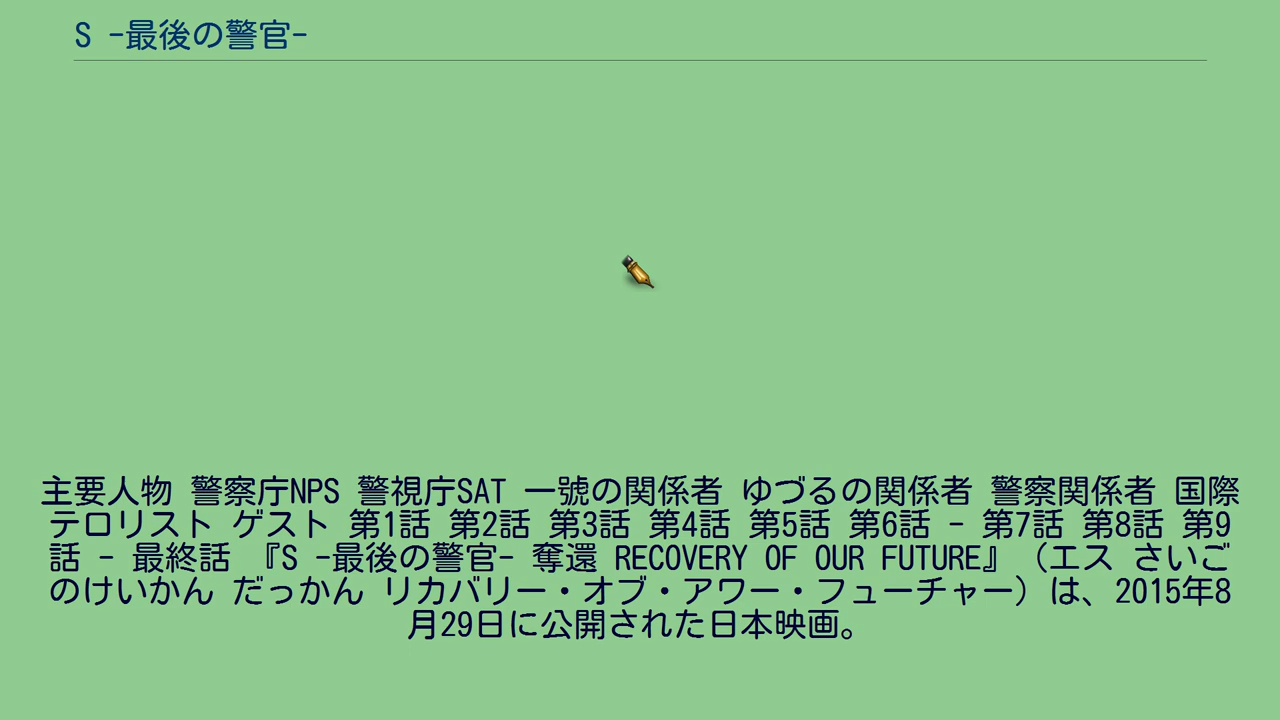 S -最後の警官-
主要人物 警察庁NPS 警視庁SAT 一號の関係者 ゆづるの関係者 警察関係者 国際
テロリスト ゲスト 第1話 第2話 第3話 第4話 第5話 第6話 - 第7話 第8話 第9
話 - 最終話 『S -最後の警官- 奪還 RECOVERY OF OUR FUTURE』（エス さいご
のけいかん だっかん リカバリー・オブ・アワー・フューチャー）は、2015年8
月29日に公開された日本映画。